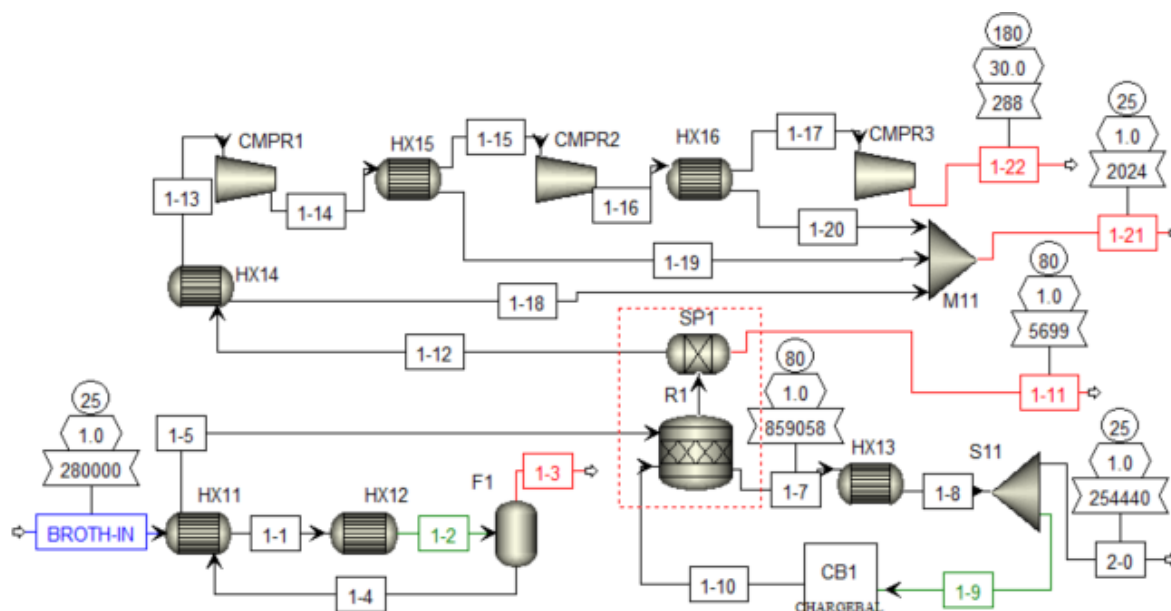 180
30.0
288
25
1.0
2024
CMPR1
HX15
1-15
CMPR2
HX16
1-17
CMPR3
1-22
1-13
1-14
1-16
1-20
1-21
HX14
1-19
M11
1-18
80
1.0
5699
SP1
1-12
R1
80
1.0
859058
1-11
25
1.0
280000
1-5
HX13
S11
25
1.0
254440
1-3
F1
HX11
HX12
1-7
1-8
BROTH-IN
1-1
1-2
2-0
1-4
1-10
CB1
CHARGEBAL
1-9